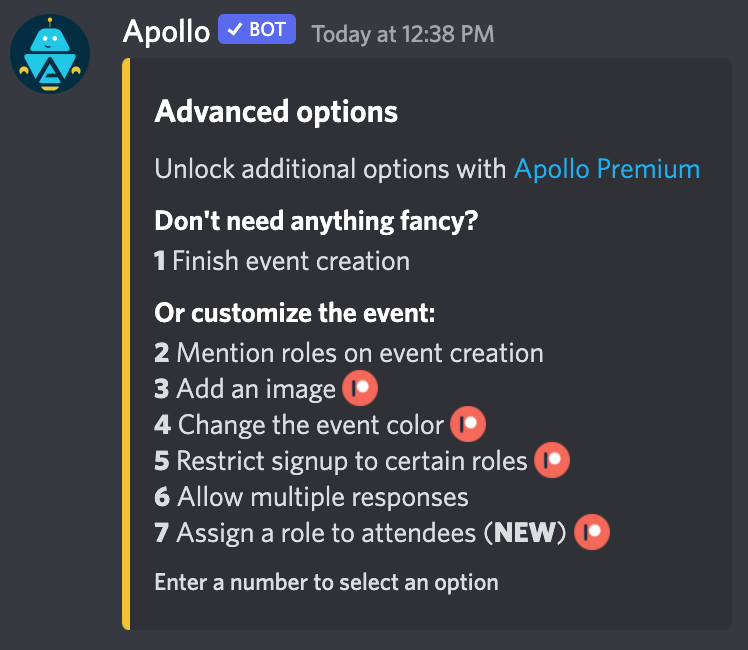 Apollo ✓ BOT Today at 12:38 PM
Advanced options
Unlock additional options with Apollo Premium
Don't need anything fancy?
1 Finish event creation
Or customize the event:
2 Mention roles on event creation
3 Add an image
4 Change the event color
5 Restrict signup to certain roles
6 Allow multiple responses
7 Assign a role to attendees (NEW)
Enter a number to select an option